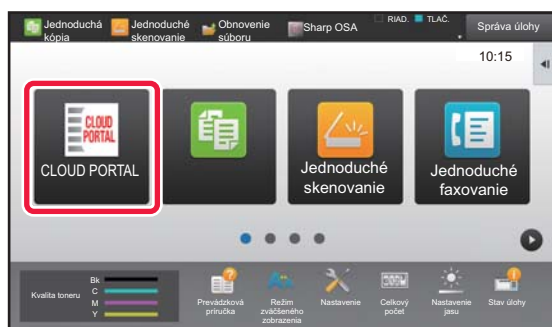 Jednoduchá
kópia
Jednoduché
skenovanie
Obnovenie
súboru
Sharp OSA
RIAD.
TLAČ.
Správa úlohy
10:15
CLOUD
PORTAL
CLOUD PORTAL
Jednoduché
skenovanie
Jednoduché
faxovanie
Kvalita toneru
Bk
C
M
Y
Prevádzková
príručka
Režim
zväčšeného
zobrazenia
Nastavenie
Celkový
počet
Nastavenie
jasu
Stav úlohy